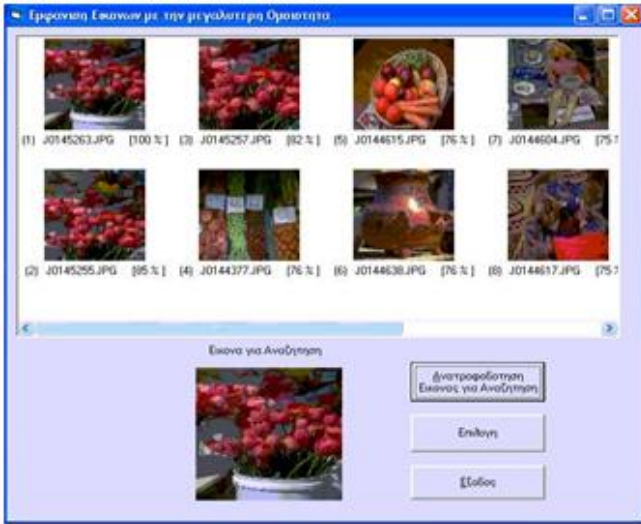 Εμφανιση Εικονων με την μεγαλυτερη Ομοιοτητα
(1) J0145263.JPG [100 %] (3) J0145257.JPG [82 %] (5) J0144615.JPG [76 %] (7) J0144604.JPG [75
(2) J0145255.JPG [85 %] (4) J0144377.JPG [76 %] (6) J0144638.JPG [76 %] (8) J0144617.JPG [75
Εικονα για Αναζητηση
Ανατροφοδοτηση
Εικονας για Αναζητηση
Επιλογη
Εξοδος